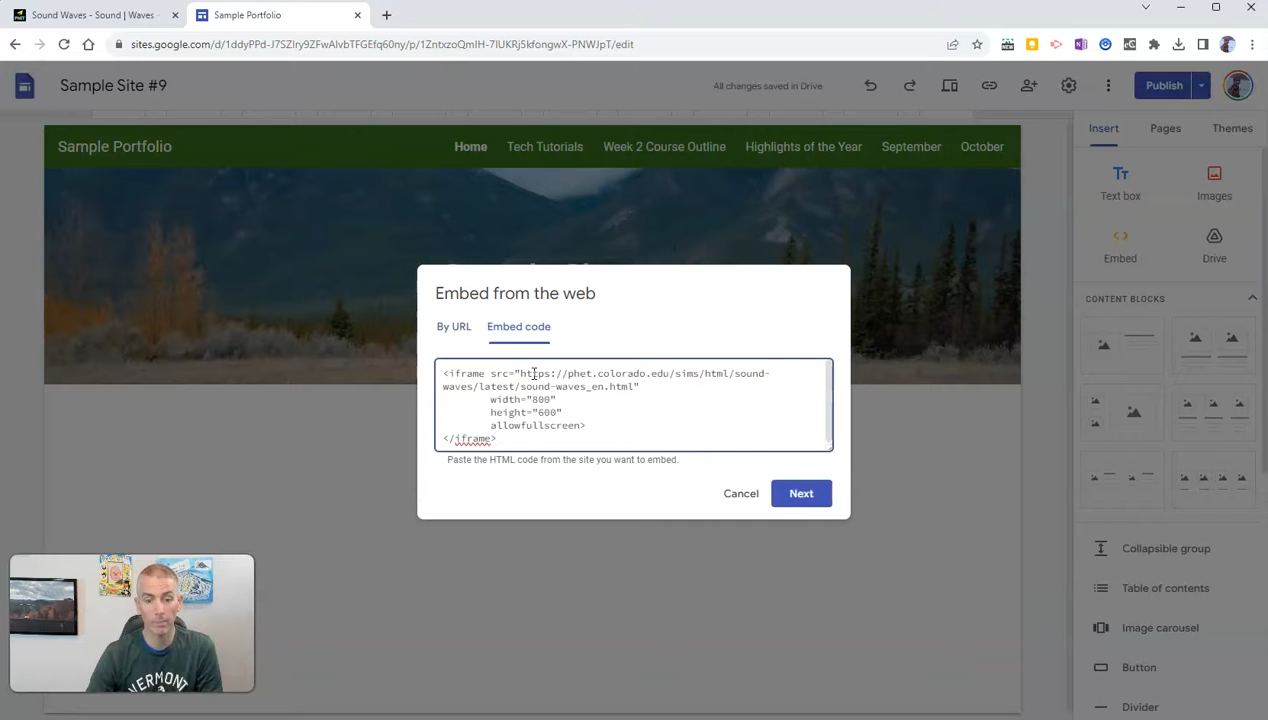 Sound Waves - Sound | Waves
Sample Portfolio
sites.google.com/d/1ddyPPd-J7SZIry9ZFwAlvbTFGEfq60ny/p/1ZntxzoQmIH-7lUKRj5kfongwX-PNWJpT/edit
Sample Site #9
All changes saved in Drive
Publish
Sample Portfolio
Home
Tech Tutorials
Week 2 Course Outline
Highlights of the Year
September
October
Insert
Pages
Themes
Text box
Images
Embed
Drive
CONTENT BLOCKS
Collapsible group
Table of contents
Image carousel
Button
Divider
Embed from the web
By URL
Embed code
<iframe src="https://phet.colorado.edu/sims/html/sound-
waves/latest/sound-waves_en.html"
width="800"
height="600"
allowfullscreen>
</iframe>
Paste the HTML code from the site you want to embed.
Cancel
Next
VERMONT